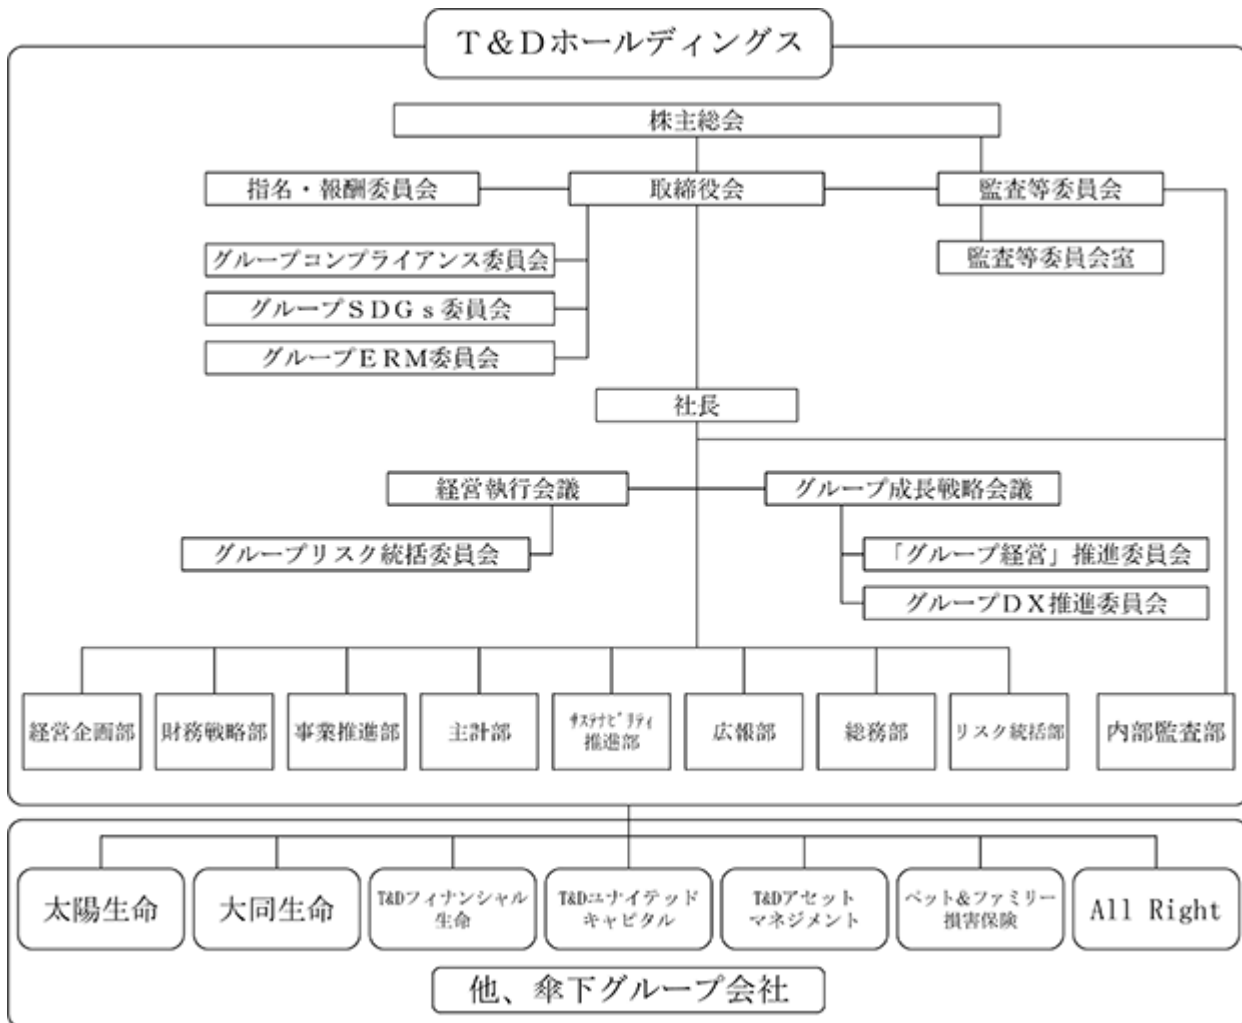 T&Dホールディングス
株主総会
指名・報酬委員会
取締役会
監査等委員会
グループコンプライアンス委員会
監査等委員会室
グループSDGs委員会
グループERM委員会
社長
経営執行会議
グループ成長戦略会議
グループリスク統括委員会
「グループ経営」推進委員会
グループDX推進委員会
経営企画部
財務戦略部
事業推進部
主計部
ｻｽﾃﾅﾋﾞﾘﾃｨ
推進部
広報部
総務部
リスク統括部
内部監査部
太陽生命
大同生命
T&Dフィナンシャル
生命
T&Dユナイテッド
キャピタル
T&Dアセット
マネジメント
ペット&ファミリー
損害保険
All Right
他、傘下グループ会社